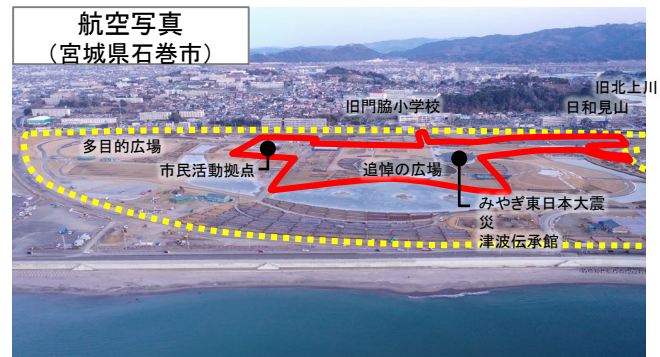 航空写真
（宮城県石巻市）
旧北上川
旧門脇小学校
日和見山
多目的広場
市民活動拠点
追悼の広場
みやぎ東日本大震
災
津波伝承館